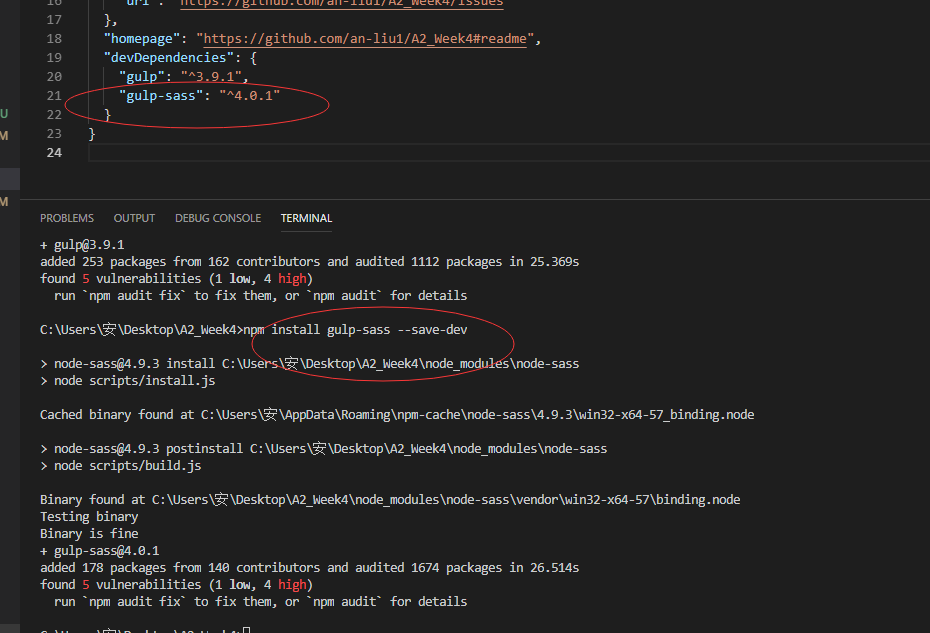 16 "url": "https://github.com/an-liu1/A2_Week4/issues"
17 },
18 "homepage": "https://github.com/an-liu1/A2_Week4#readme",
19 "devDependencies": {
20 "gulp": "^3.9.1",
21 "gulp-sass": "^4.0.1"
22 }
23 }
24
U
M
M
PROBLEMS OUTPUT DEBUG CONSOLE TERMINAL
+ gulp@3.9.1
added 253 packages from 162 contributors and audited 1112 packages in 25.369s
found 5 vulnerabilities (1 low, 4 high)
run `npm audit fix` to fix them, or `npm audit` for details
C:\Users\安\Desktop\A2_Week4>npm install gulp-sass --save-dev
> node-sass@4.9.3 install C:\Users\安\Desktop\A2_Week4\node_modules\node-sass
> node scripts/install.js
Cached binary found at C:\Users\安\AppData\Roaming\npm-cache\node-sass\4.9.3\win32-x64-57_binding.node
> node-sass@4.9.3 postinstall C:\Users\安\Desktop\A2_Week4\node_modules\node-sass
> node scripts/build.js
Binary found at C:\Users\安\Desktop\A2_Week4\node_modules\node-sass\vendor\win32-x64-57\binding.node
Testing binary
Binary is fine
+ gulp-sass@4.0.1
added 178 packages from 140 contributors and audited 1674 packages in 26.514s
found 5 vulnerabilities (1 low, 4 high)
run `npm audit fix` to fix them, or `npm audit` for details
C:\Users\安\Desktop\A2_Week4>